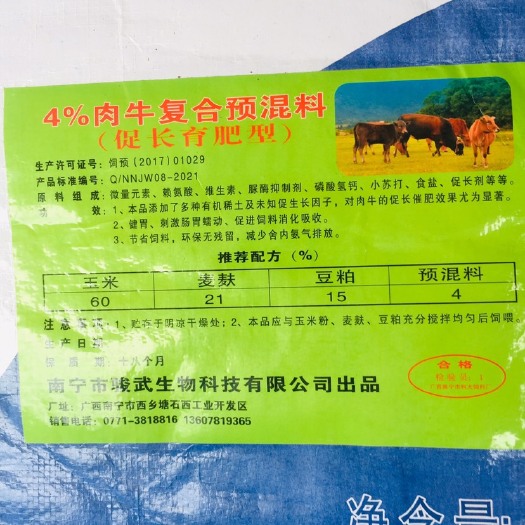 4%肉牛复合预混料
(促长育肥型)
生产许可证号: 饲预 (2017) 01029
产品标准编号: Q/NNJW08-2021
原料组成: 微量元素、赖氨酸、维生素、脲酶抑制剂、磷酸氢钙、小苏打、食盐、促长剂等等。
功 效: 1、本品添加了多种有机稀土及未知促生长因子, 对肉牛的促长催肥效果尤为显著。
2、健胃、刺激肠胃蠕动、促进饲料消化吸收。
3、节省饲料, 环保无残留, 减少舍内氨气排放。
推荐配方 (%)
玉米 麦麸 豆粕 预混料
60 21 15 4
注意事项: 1、贮存于阴凉干燥处; 2、本品应与玉米粉、麦麸、豆粕充分搅拌均匀后饲喂。
生产日期
保质期: 十八个月
南宁市峻武生物科技有限公司出品
厂址: 广西南宁市西乡塘石西工业开发区
销售电话: 0771-3818816 13607819365
合格
检验员: 1
净含量